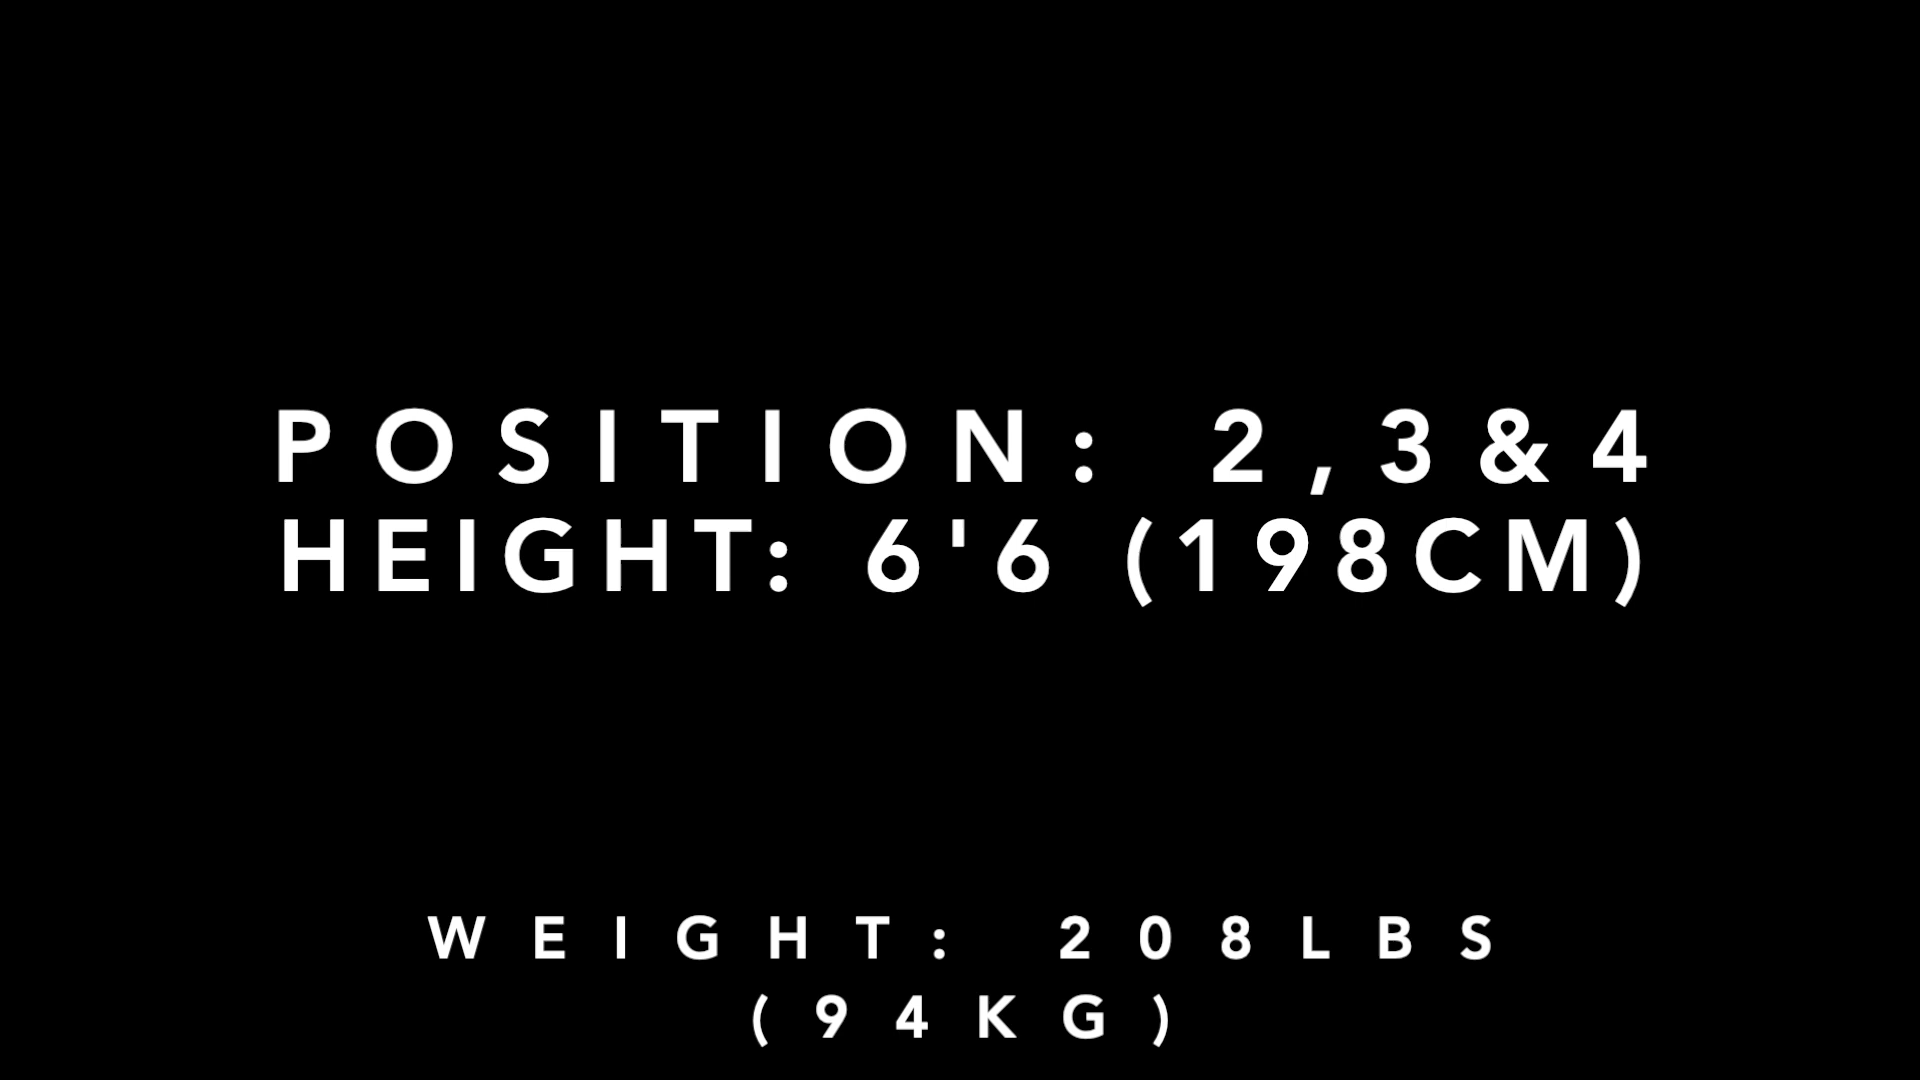 POSITION: 2,3&4
HEIGHT: 6'6 (198CM)
WEIGHT: 208LBS
(94KG)